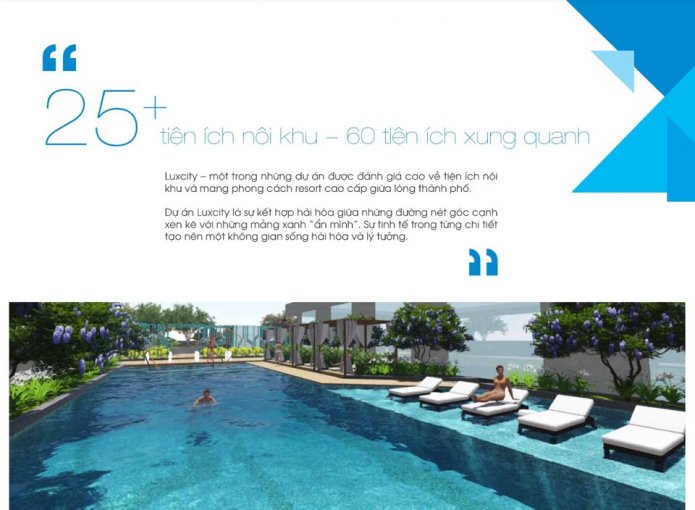 “
25+ tiện ích nội khu – 60 tiện ích xung quanh
Luxcity – một trong những dự án được đánh giá cao về tiện ích nội
khu và mang phong cách resort cao cấp giữa lòng thành phố.
Dự án Luxcity là sự kết hợp hài hòa giữa những đường nét góc cạnh
xen kẽ với những mảng xanh “ẩn mình”. Sự tinh tế trong từng chi tiết
tạo nên một không gian sống hài hòa và lý tưởng.
”